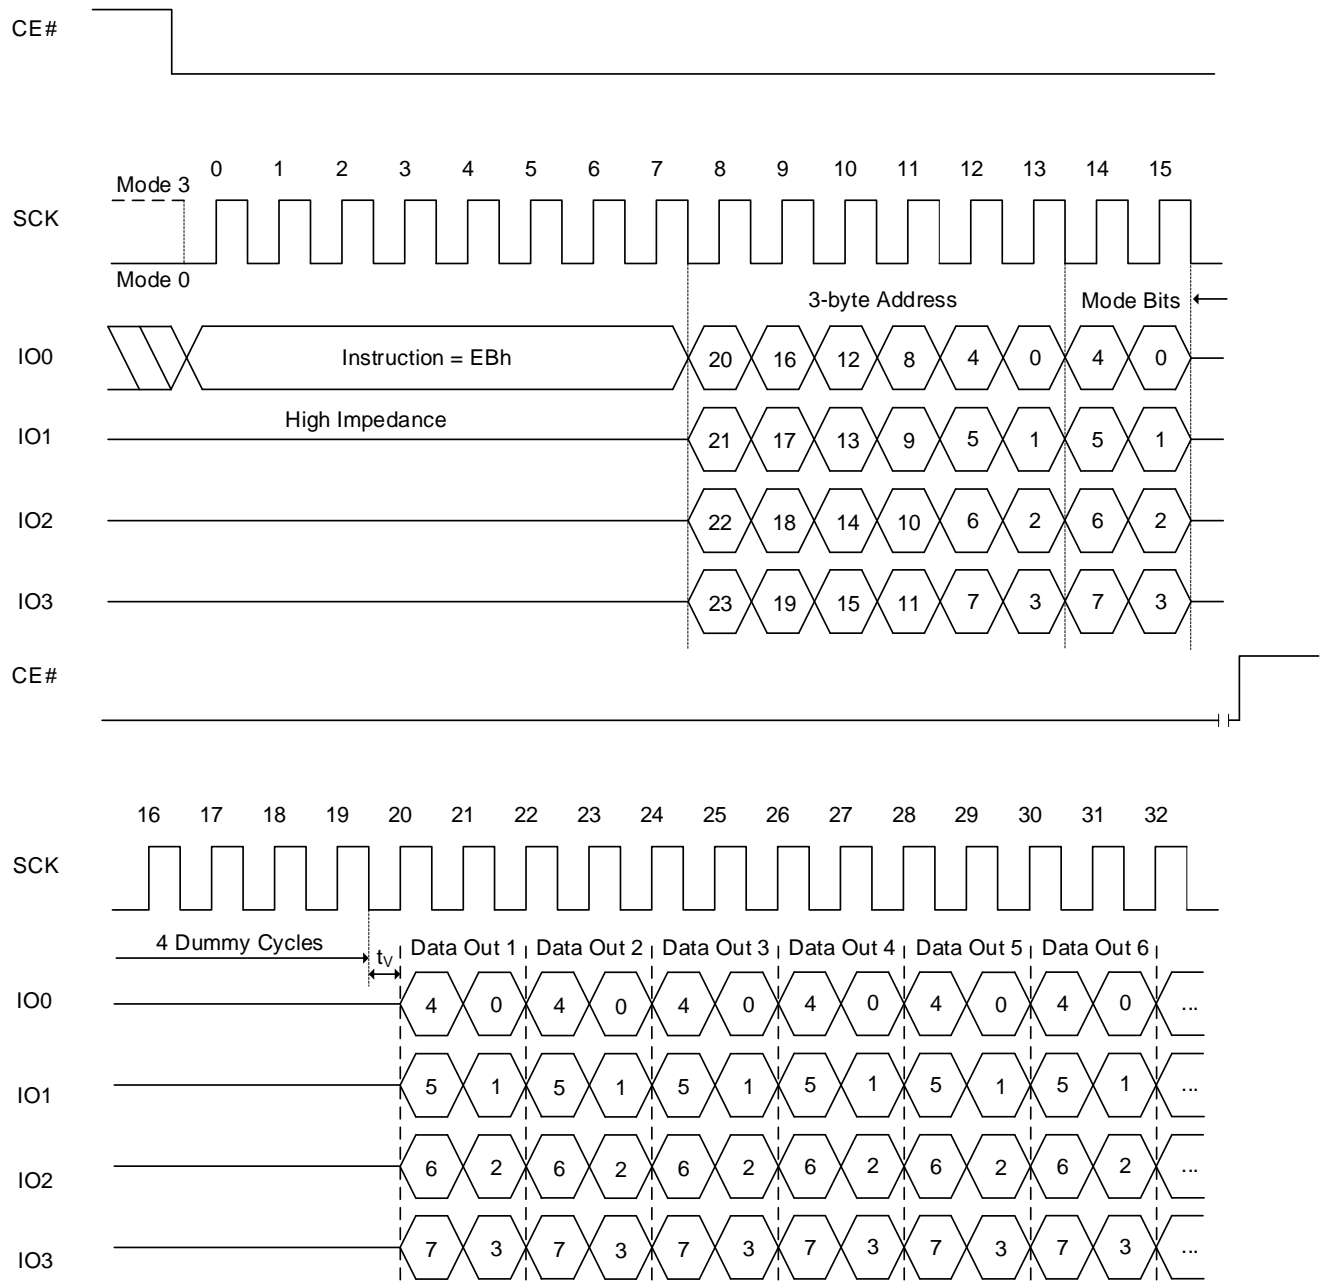 CE#
0 1 2 3 4 5 6 7 8 9 10 11 12 13 14 15
Mode 3
SCK
Mode 0
3-byte Address Mode Bits
IO0 Instruction = EBh 20 16 12 8 4 0 4 0
High Impedance
IO1 21 17 13 9 5 1 5 1
IO2 22 18 14 10 6 2 6 2
IO3 23 19 15 11 7 3 7 3
CE#
16 17 18 19 20 21 22 23 24 25 26 27 28 29 30 31 32
SCK
4 Dummy Cycles tV Data Out 1 Data Out 2 Data Out 3 Data Out 4 Data Out 5 Data Out 6
IO0 4 0 4 0 4 0 4 0 4 0 4 0 ...
IO1 5 1 5 1 5 1 5 1 5 1 5 1 ...
IO2 6 2 6 2 6 2 6 2 6 2 6 2 ...
IO3 7 3 7 3 7 3 7 3 7 3 7 3 ...